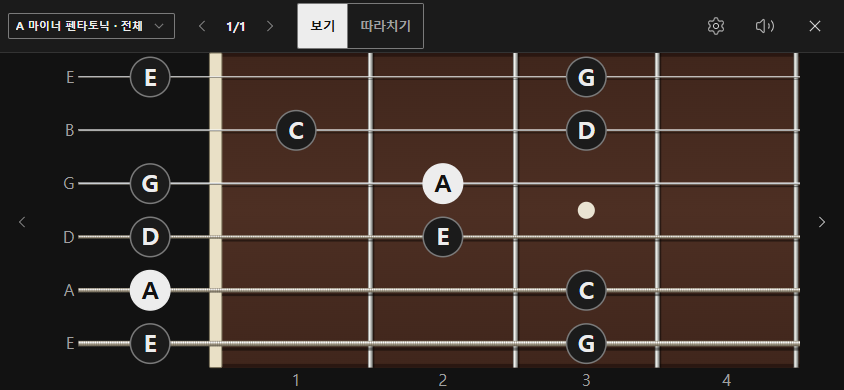 A 마이너 펜타토닉 · 전체 1/1 보기 따라치기
E E G
B C D
G G A
D D E
A A C
E E G
1 2 3 4